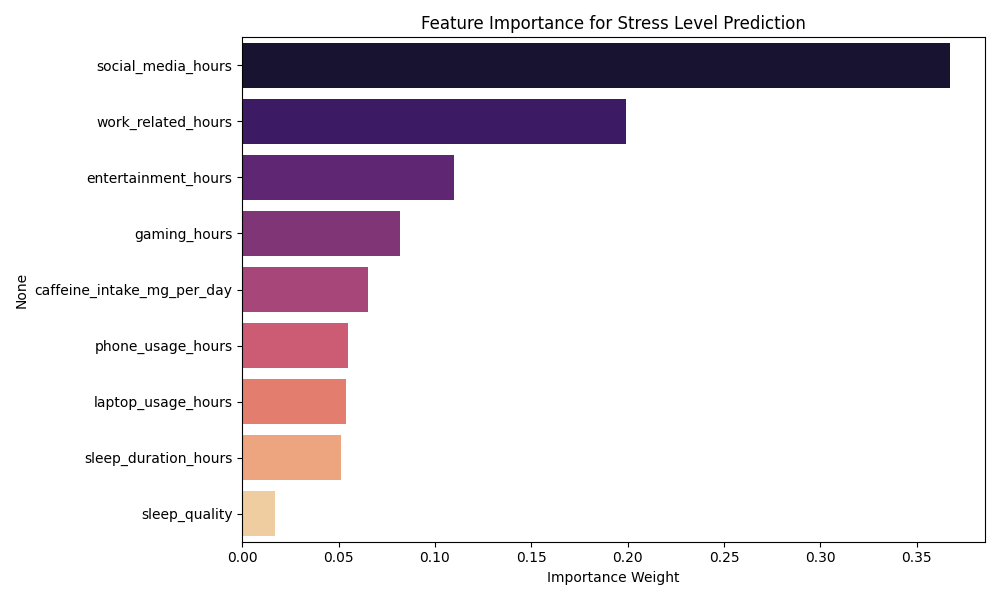 Feature Importance for Stress Level Prediction
social_media_hours
work_related_hours
entertainment_hours
gaming_hours
caffeine_intake_mg_per_day
phone_usage_hours
laptop_usage_hours
sleep_duration_hours
sleep_quality
None
0.00 0.05 0.10 0.15 0.20 0.25 0.30 0.35
Importance Weight